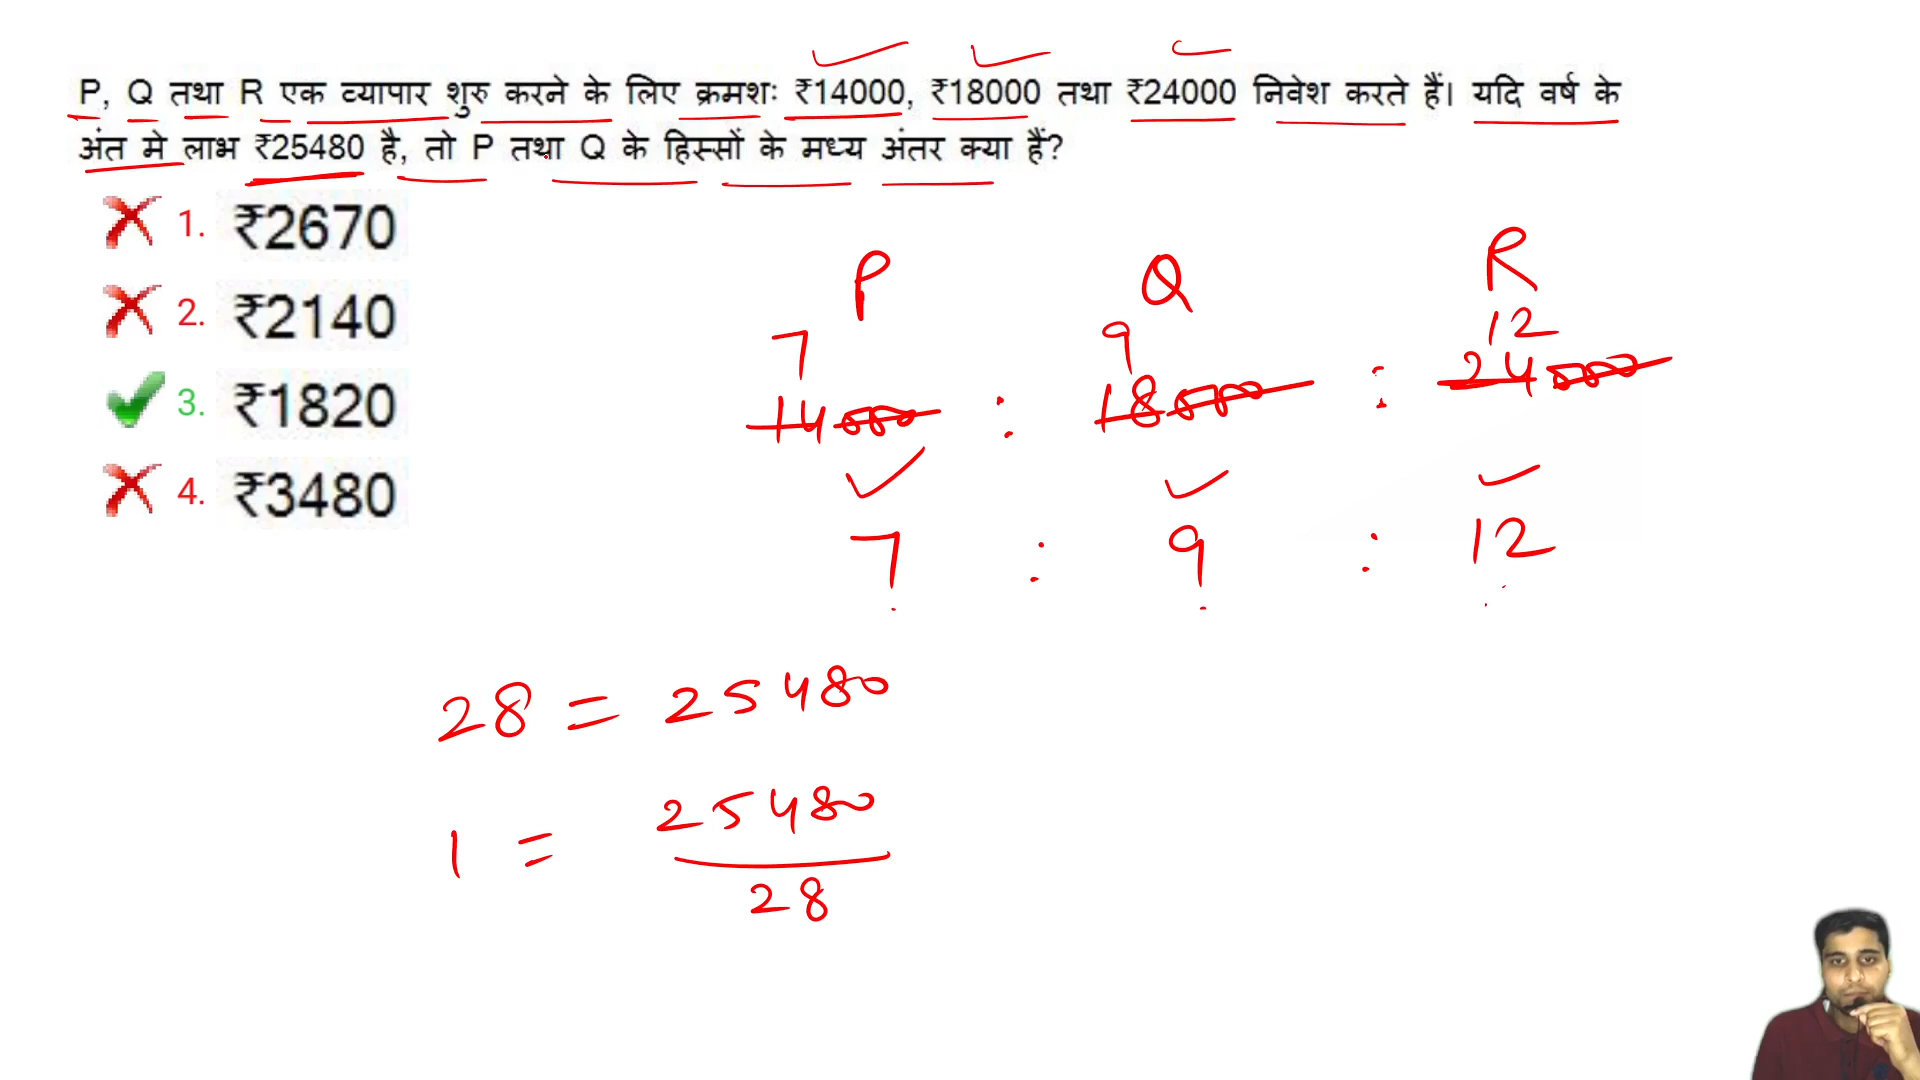 P, Q तथा R एक व्यापार शुरु करने के लिए क्रमशः ₹14000, ₹18000 तथा ₹24000 निवेश करते हैं। यदि वर्ष के
अंत मे लाभ ₹25480 है, तो P तथा Q के हिस्सों के मध्य अंतर क्या हैं?
1. ₹2670
2. ₹2140
3. ₹1820
4. ₹3480
P Q R
7 9 12
14000 : 18000 : 24000
7 : 9 : 12
28 = 25480
1 = 25480
28